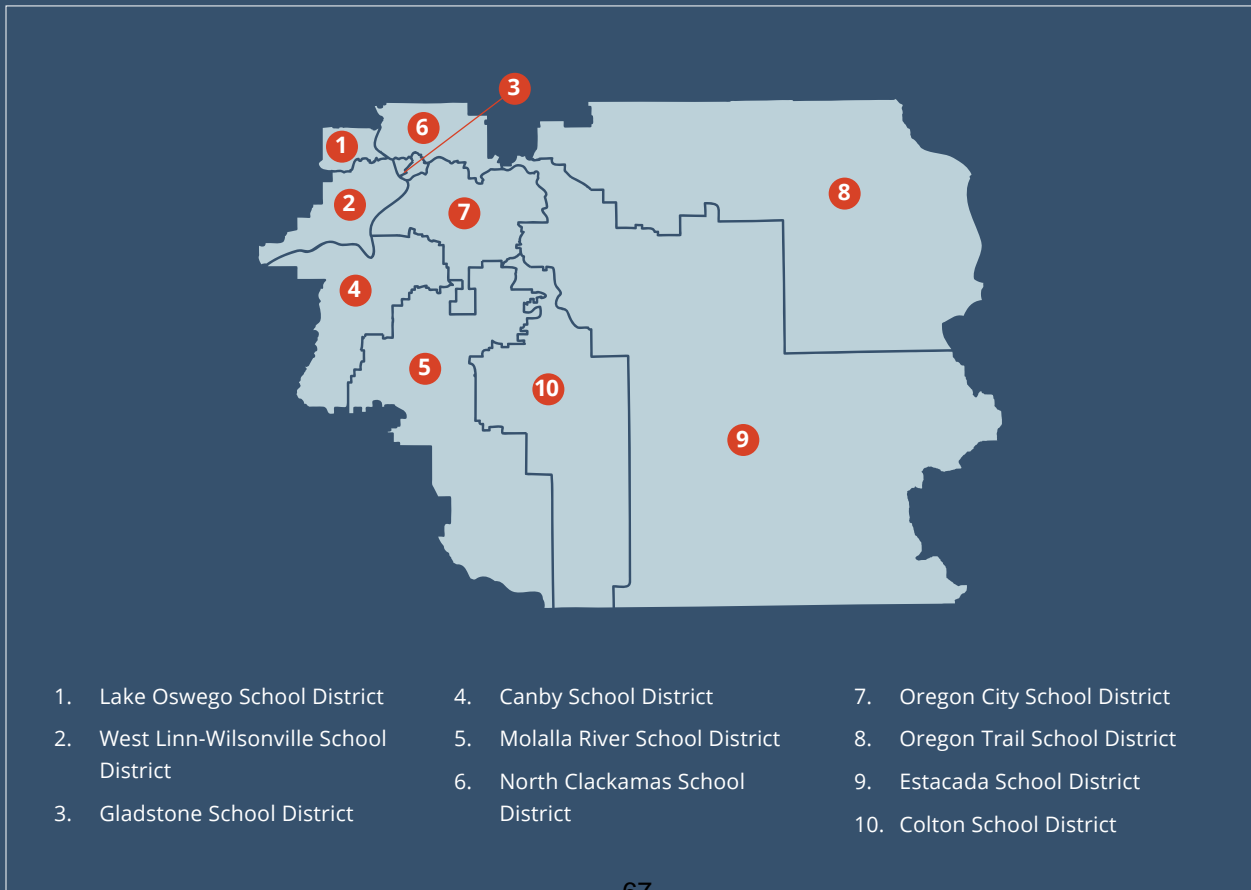 3
6
1
8
2
7
4
5
10
9
1. Lake Oswego School District
2. West Linn-Wilsonville School
District
3. Gladstone School District
4. Canby School District
5. Molalla River School District
6. North Clackamas School
District
7. Oregon City School District
8. Oregon Trail School District
9. Estacada School District
10. Colton School District
67